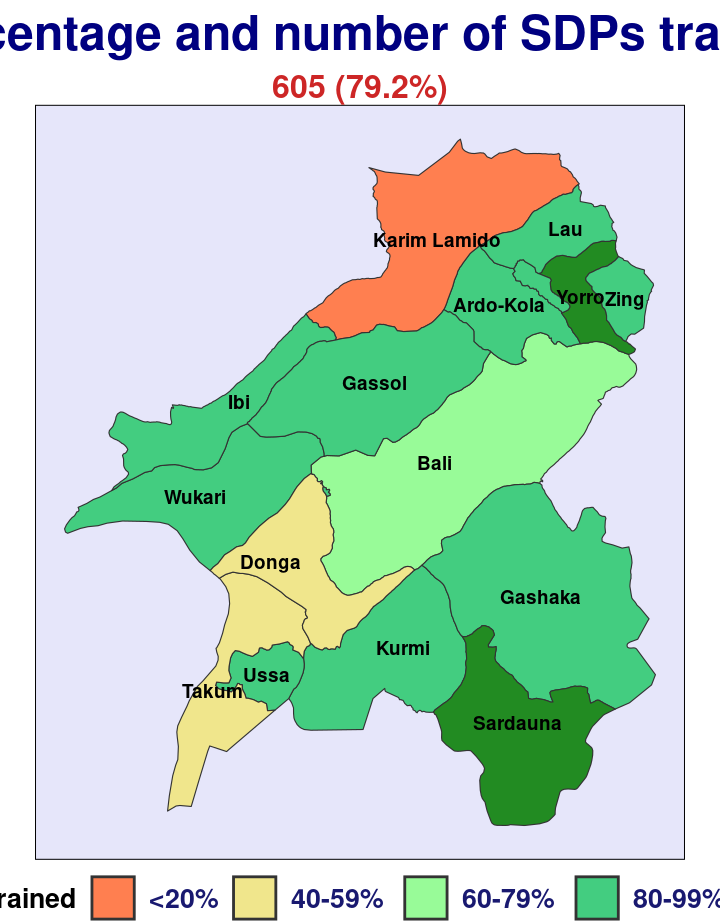 centage and number of SDPs tra
605 (79.2%)
Karim Lamido
Lau
Ardo-Kola
Yorro
Zing
Gassol
Ibi
Bali
Wukari
Donga
Gashaka
Kurmi
Ussa
Takum
Sardauna
rained <20% 40-59% 60-79% 80-99%